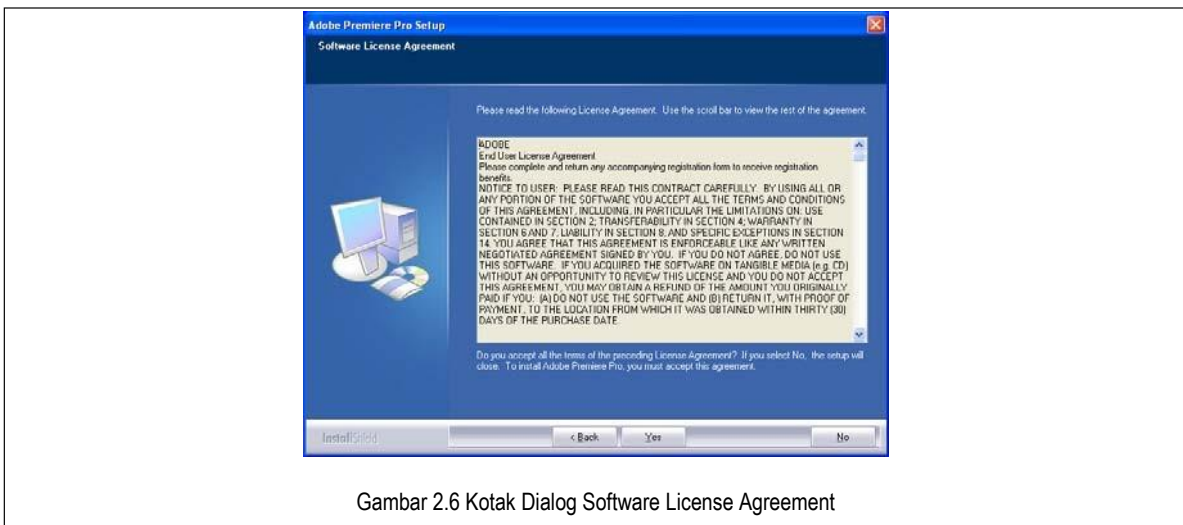 Adobe Premiere Pro Setup
Software License Agreement
Please read the following License Agreement. Use the scroll bar to view the rest of the agreement.
ADOBE
End User License Agreement
Please complete and return any accompanying registration form to receive registration
benefits.
NOTICE TO USER: PLEASE READ THIS CONTRACT CAREFULLY. BY USING ALL OR
ANY PORTION OF THE SOFTWARE YOU ACCEPT ALL THE TERMS AND CONDITIONS
OF THIS AGREEMENT, INCLUDING, IN PARTICULAR THE LIMITATIONS ON: USE
CONTAINED IN SECTION 2; TRANSFERABILITY IN SECTION 4; WARRANTY IN
SECTION 6 AND 7; LIABILITY IN SECTION 8; AND SPECIFIC EXCEPTIONS IN SECTION
14. YOU AGREE THAT THIS AGREEMENT IS ENFORCEABLE LIKE ANY WRITTEN
NEGOTIATED AGREEMENT SIGNED BY YOU. IF YOU DO NOT AGREE, DO NOT USE
THIS SOFTWARE. IF YOU ACQUIRED THE SOFTWARE ON TANGIBLE MEDIA (e.g. CD)
WITHOUT AN OPPORTUNITY TO REVIEW THIS LICENSE AND YOU DO NOT ACCEPT
THIS AGREEMENT, YOU MAY OBTAIN A REFUND OF THE AMOUNT YOU ORIGINALLY
PAID IF YOU: (A) DO NOT USE THE SOFTWARE AND (B) RETURN IT, WITH PROOF OF
PAYMENT, TO THE LOCATION FROM WHICH IT WAS OBTAINED WITHIN THIRTY (30)
DAYS OF THE PURCHASE DATE.
Do you accept all the terms of the preceding License Agreement? If you select No, the setup will
close. To install Adobe Premiere Pro, you must accept this agreement.
InstallShield
< Back Yes No
Gambar 2.6 Kotak Dialog Software License Agreement